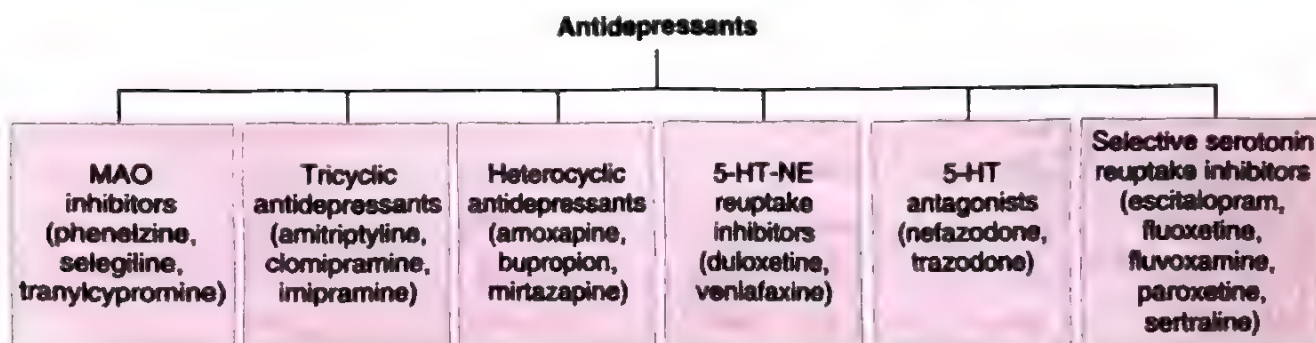 Antidepressants
MAO
inhibitors
(phenelzine,
selegiline,
tranylcypromine)
Tricyclic
antidepressants
(amitriptyline,
clomipramine,
imipramine)
Heterocyclic
antidepressants
(amoxapine,
bupropion,
mirtazapine)
5-HT-NE
reuptake
inhibitors
(duloxetine,
venlafaxine)
5-HT
antagonists
(nefazodone,
trazodone)
Selective serotonin
reuptake inhibitors
(escitalopram,
fluoxetine,
fluvoxamine,
paroxetine,
sertraline)